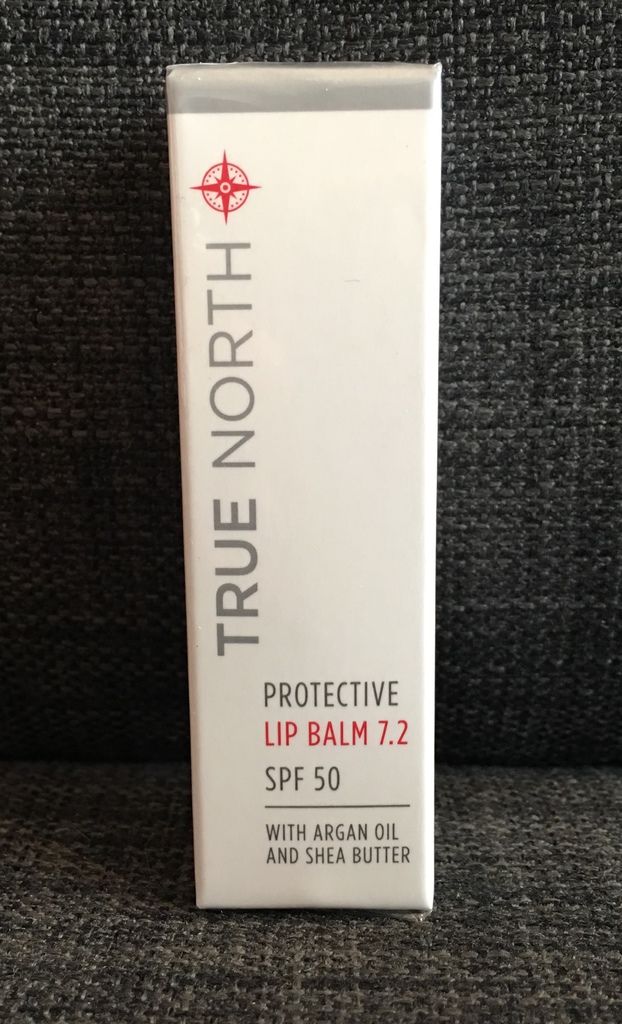 TRUE NORTH
PROTECTIVE
LIP BALM 7.2
SPF 50
WITH ARGAN OIL
AND SHEA BUTTER